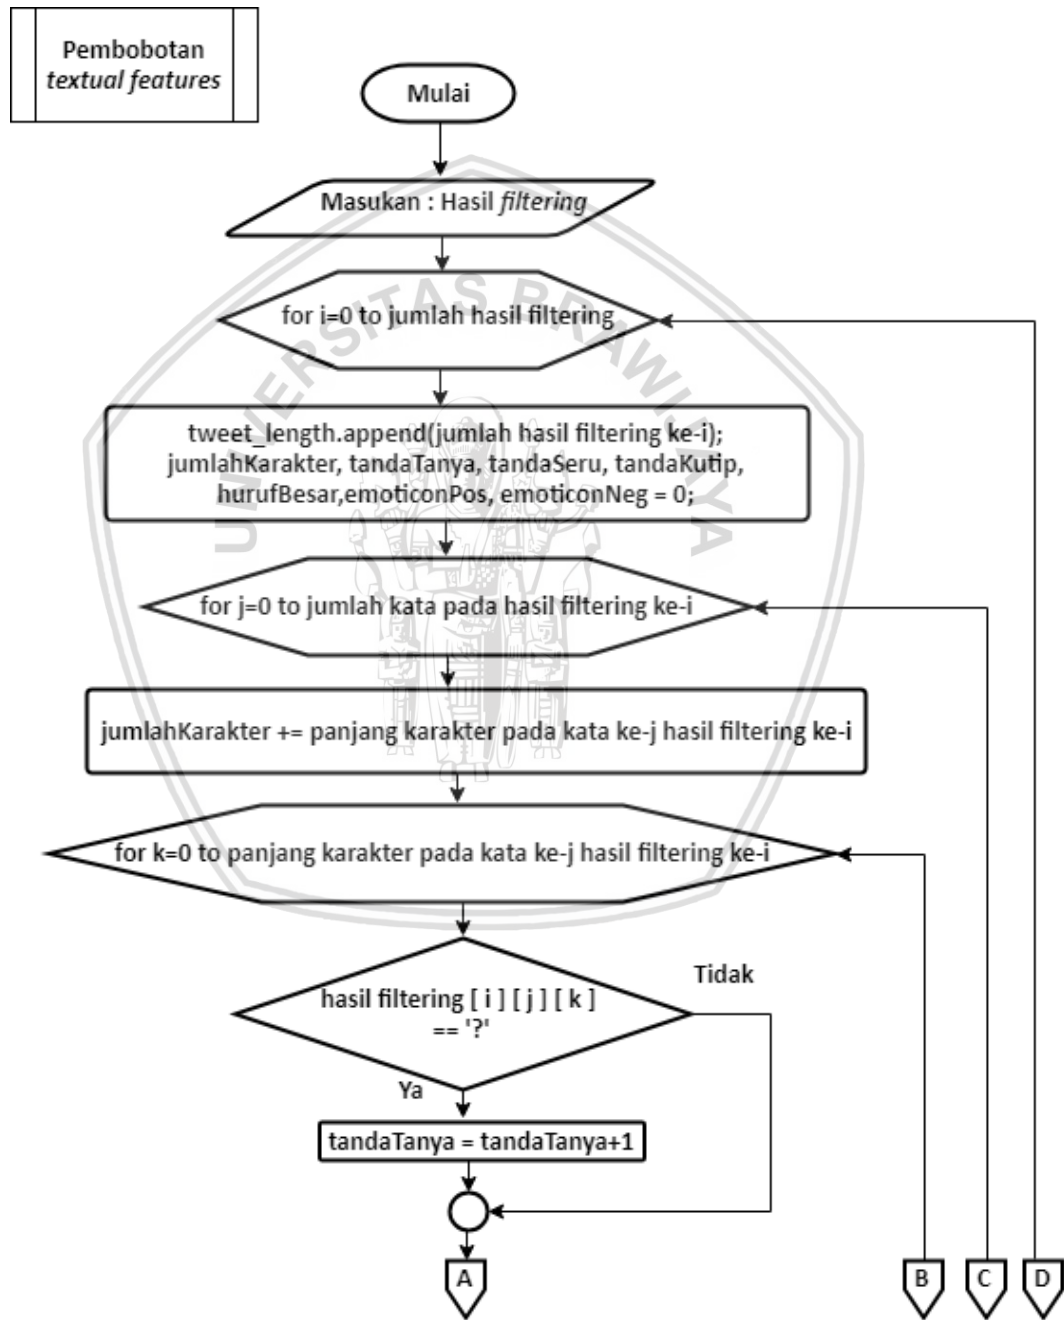 Pembobotan
textual features
Mulai
Masukan : Hasil filtering
UNIVERSITAS BRAWIJAYA
for i=0 to jumlah hasil filtering
tweet_length.append(jumlah hasil filtering ke-i);
jumlahKarakter, tandaTanya, tandaSeru, tandaKutip,
hurufBesar,emoticonPos, emoticonNeg = 0;
for j=0 to jumlah kata pada hasil filtering ke-i
jumlahKarakter += panjang karakter pada kata ke-j hasil filtering ke-i
for k=0 to panjang karakter pada kata ke-j hasil filtering ke-i
hasil filtering [ i ] [ j ] [ k ]
== '?'
Tidak
Ya
tandaTanya = tandaTanya+1
A
B
C
D